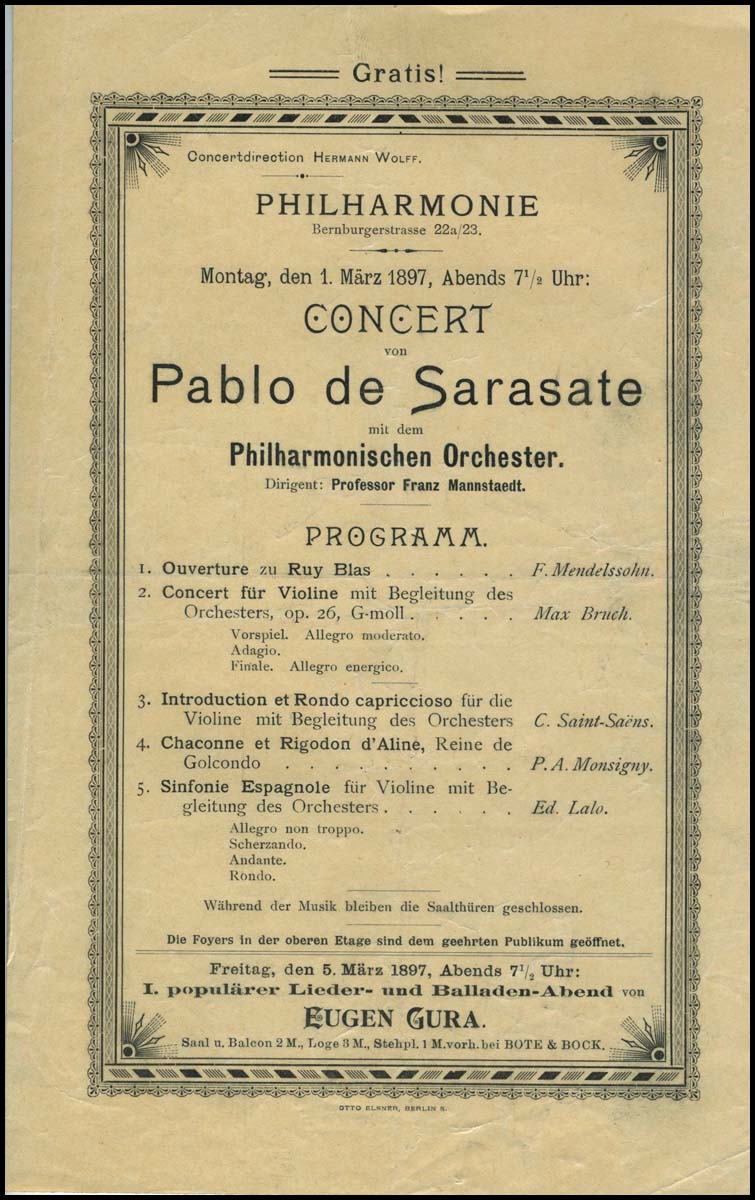 Gratis!
Concertdirection HERMANN WOLFF.
PHILHARMONIE
Bernburgerstrasse 22a/23.
Montag, den 1. März 1897, Abends 7 1/2 Uhr:
CONCERT
von
Pablo de Sarasate
mit dem
Philharmonischen Orchester.
Dirigent: Professor Franz Mannstaedt.
PROGRAMM.
1. Ouverture zu Ruy Blas . . . . . . F. Mendelssohn.
2. Concert für Violine mit Begleitung des
Orchesters, op. 26, G-moll . . . . . Max Bruch.
Vorspiel. Allegro moderato.
Adagio.
Finale. Allegro energico.
3. Introduction et Rondo capriccioso für die
Violine mit Begleitung des Orchesters C. Saint-Saëns.
4. Chaconne et Rigodon d'Aline, Reine de
Golcondo . . . . . . . . . . P. A. Monsigny.
5. Sinfonie Espagnole für Violine mit Be-
gleitung des Orchesters . . . . . . Ed. Lalo.
Allegro non troppo.
Scherzando.
Andante.
Rondo.
Während der Musik bleiben die Saalthüren geschlossen.
Die Foyers in der oberen Etage sind dem geehrten Publikum geöffnet.
Freitag, den 5. März 1897, Abends 7 1/2 Uhr:
I. populärer Lieder- und Balladen-Abend von
EUGEN GURA.
Saal u. Balcon 2 M., Loge 3 M., Stehpl. 1 M. vorh. bei BOTE & BOCK.
OTTO ELSNER, BERLIN S.